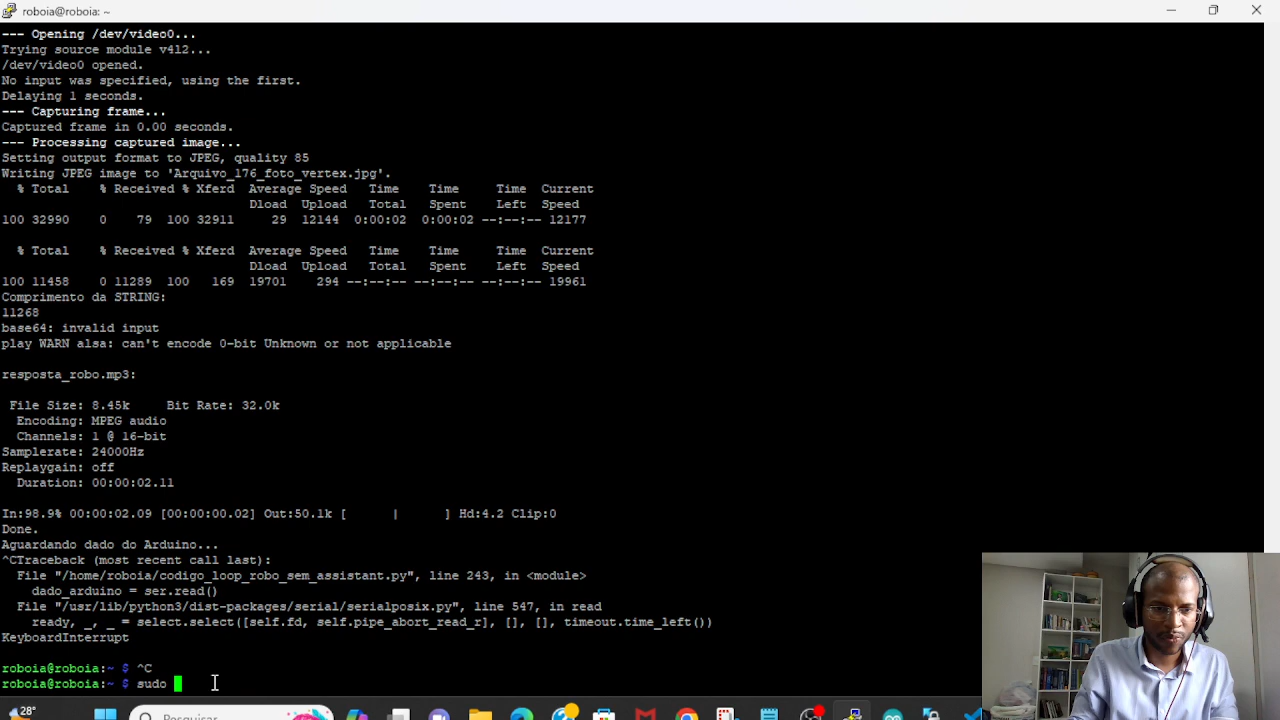 roboia@roboia: ~
--- Opening /dev/video0...
Trying source module v4l2...
/dev/video0 opened.
No input was specified, using the first.
Delaying 1 seconds.
--- Capturing frame...
Captured frame in 0.00 seconds.
--- Processing captured image...
Setting output format to JPEG, quality 85
Writing JPEG image to 'Arquivo_176_foto_vertex.jpg'.
% Total % Received % Xferd Average Speed Time Time Time Current
Dload Upload Total Spent Left Speed
100 32990 0 79 100 32911 29 12144 0:00:02 0:00:02 --:--:-- 12177
% Total % Received % Xferd Average Speed Time Time Time Current
Dload Upload Total Spent Left Speed
100 11458 0 11289 100 169 19701 294 --:--:-- --:--:-- --:--:-- 19961
Comprimento da STRING:
11268
base64: invalid input
play WARN alsa: can't encode 0-bit Unknown or not applicable
resposta_robo.mp3:
File Size: 8.45k Bit Rate: 32.0k
Encoding: MPEG audio
Channels: 1 @ 16-bit
Samplerate: 24000Hz
Replaygain: off
Duration: 00:00:02.11
In:98.9% 00:00:02.09 [00:00:00.02] Out:50.1k [ | ] Hd:4.2 Clip:0
Done.
Aguardando dado do Arduino...
^CTraceback (most recent call last):
File "/home/roboia/codigo_loop_robo_sem_assistant.py", line 243, in <module>
dado_arduino = ser.read()
File "/usr/lib/python3/dist-packages/serial/serialposix.py", line 547, in read
ready, _, _ = select.select([self.fd, self.pipe_abort_read_r], [], [], timeout.time_left())
KeyboardInterrupt
roboia@roboia:~ $ ^C
roboia@roboia:~ $ sudo
28°
Pesquisar